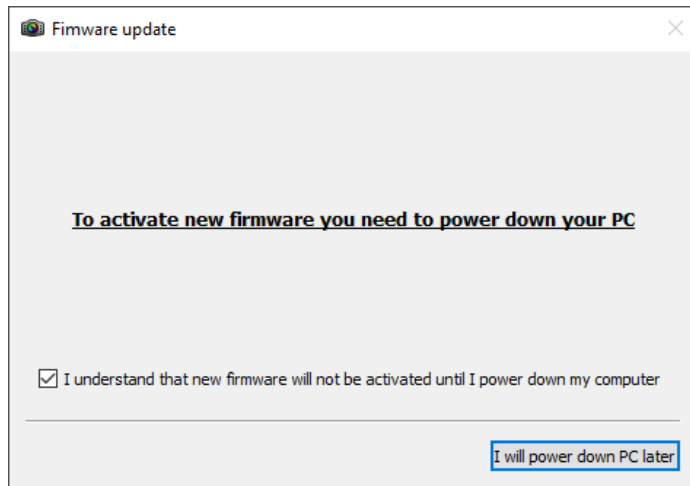 Fimware update
To activate new firmware you need to power down your PC
I understand that new firmware will not be activated until I power down my computer
I will power down PC later